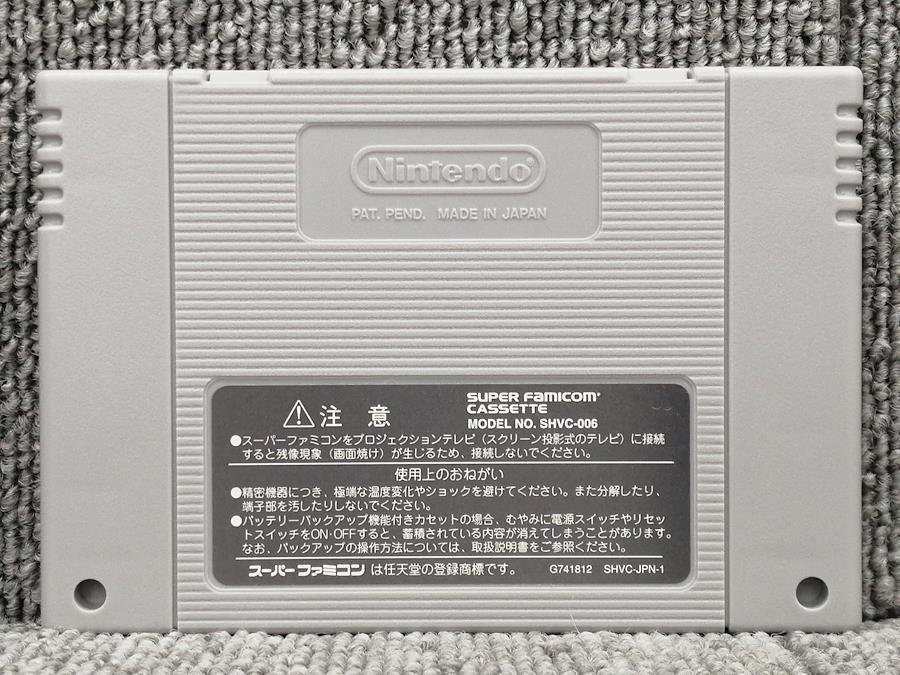 Nintendo®
PAT. PEND. MADE IN JAPAN
注意
SUPER FAMICOM®
CASSETTE
MODEL NO. SHVC-006
●スーパーファミコンをプロジェクションテレビ（スクリーン投影式のテレビ）に接続
すると残像現象（画面焼け）が生じるため、接続しないでください。
使用上のおねがい
●精密機器につき、極端な温度変化やショックを避けてください。また分解したり、
端子部を汚したりしないでください。
●バッテリーバックアップ機能付きカセットの場合、むやみに電源スイッチやリセッ
トスイッチをON·OFFすると、蓄積されている内容が消えてしまうことがあります。
なお、バックアップの操作方法については、取扱説明書をご参照ください。
スーパーファミコンは任天堂の登録商標です。 G741812 SHVC-JPN-1